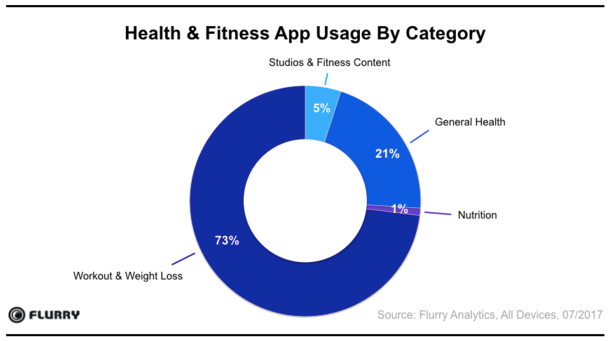 Health & Fitness App Usage By Category
Studios & Fitness Content
5%
General Health
21%
1%
Nutrition
73%
Workout & Weight Loss
FLURRY
Source: Flurry Analytics, All Devices, 07/2017